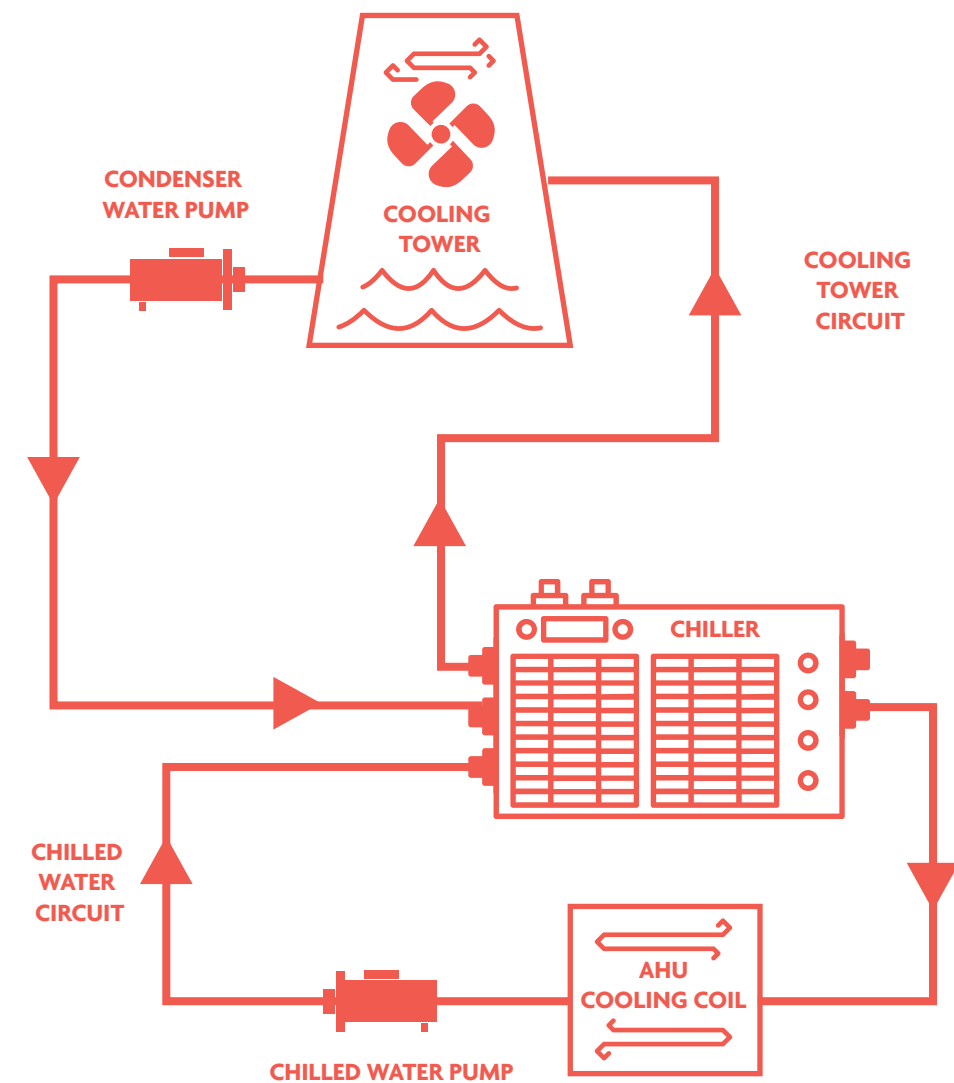 CONDENSER
WATER PUMP
COOLING
TOWER
COOLING
TOWER
CIRCUIT
CHILLER
CHILLED
WATER
CIRCUIT
AHU
COOLING COIL
CHILLED WATER PUMP